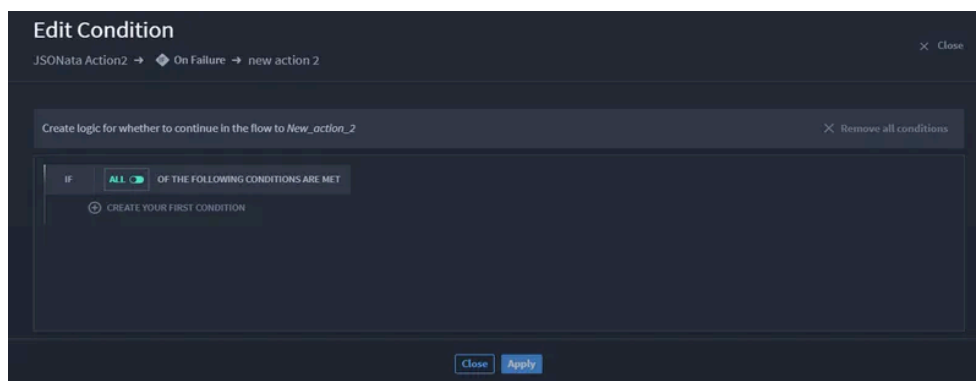 Edit Condition
JSONata Action2 → On Failure → new action 2
× Close
Create logic for whether to continue in the flow to New_action_2
× Remove all conditions
IF ALL OF THE FOLLOWING CONDITIONS ARE MET
CREATE YOUR FIRST CONDITION
Close Apply